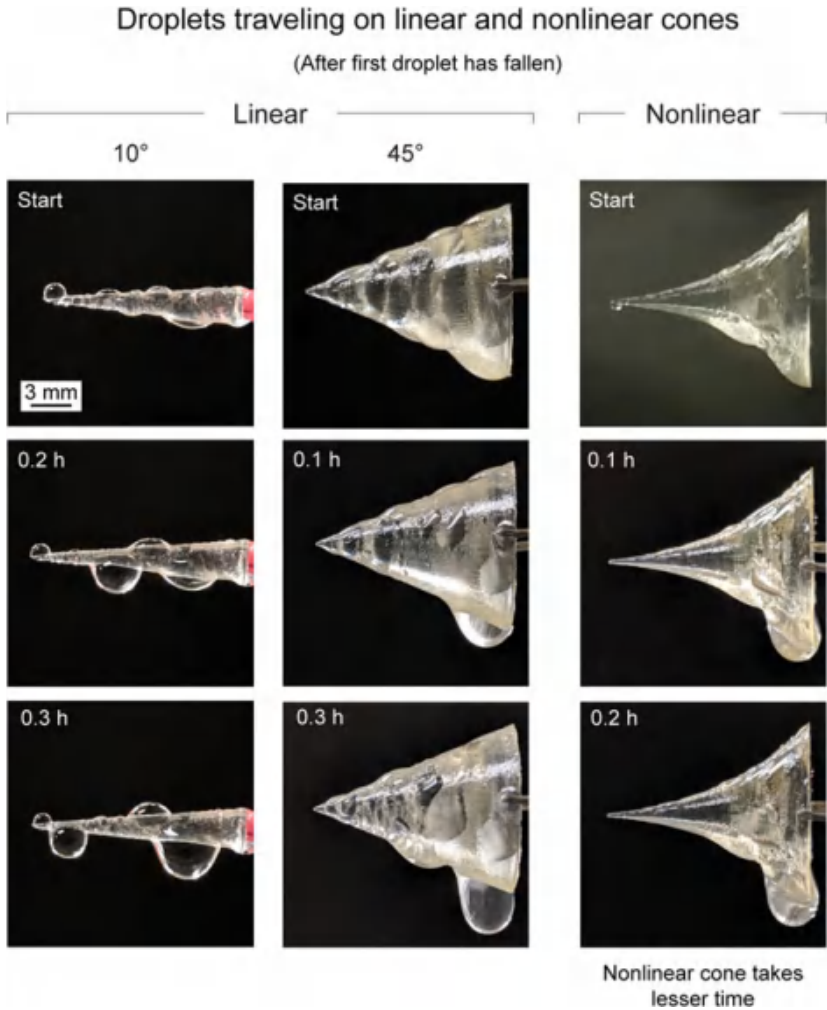 Droplets traveling on linear and nonlinear cones
(After first droplet has fallen)
Linear
Nonlinear
10°
45°
Start
Start
Start
3 mm
0.2 h
0.1 h
0.1 h
0.3 h
0.3 h
0.2 h
Nonlinear cone takes
lesser time